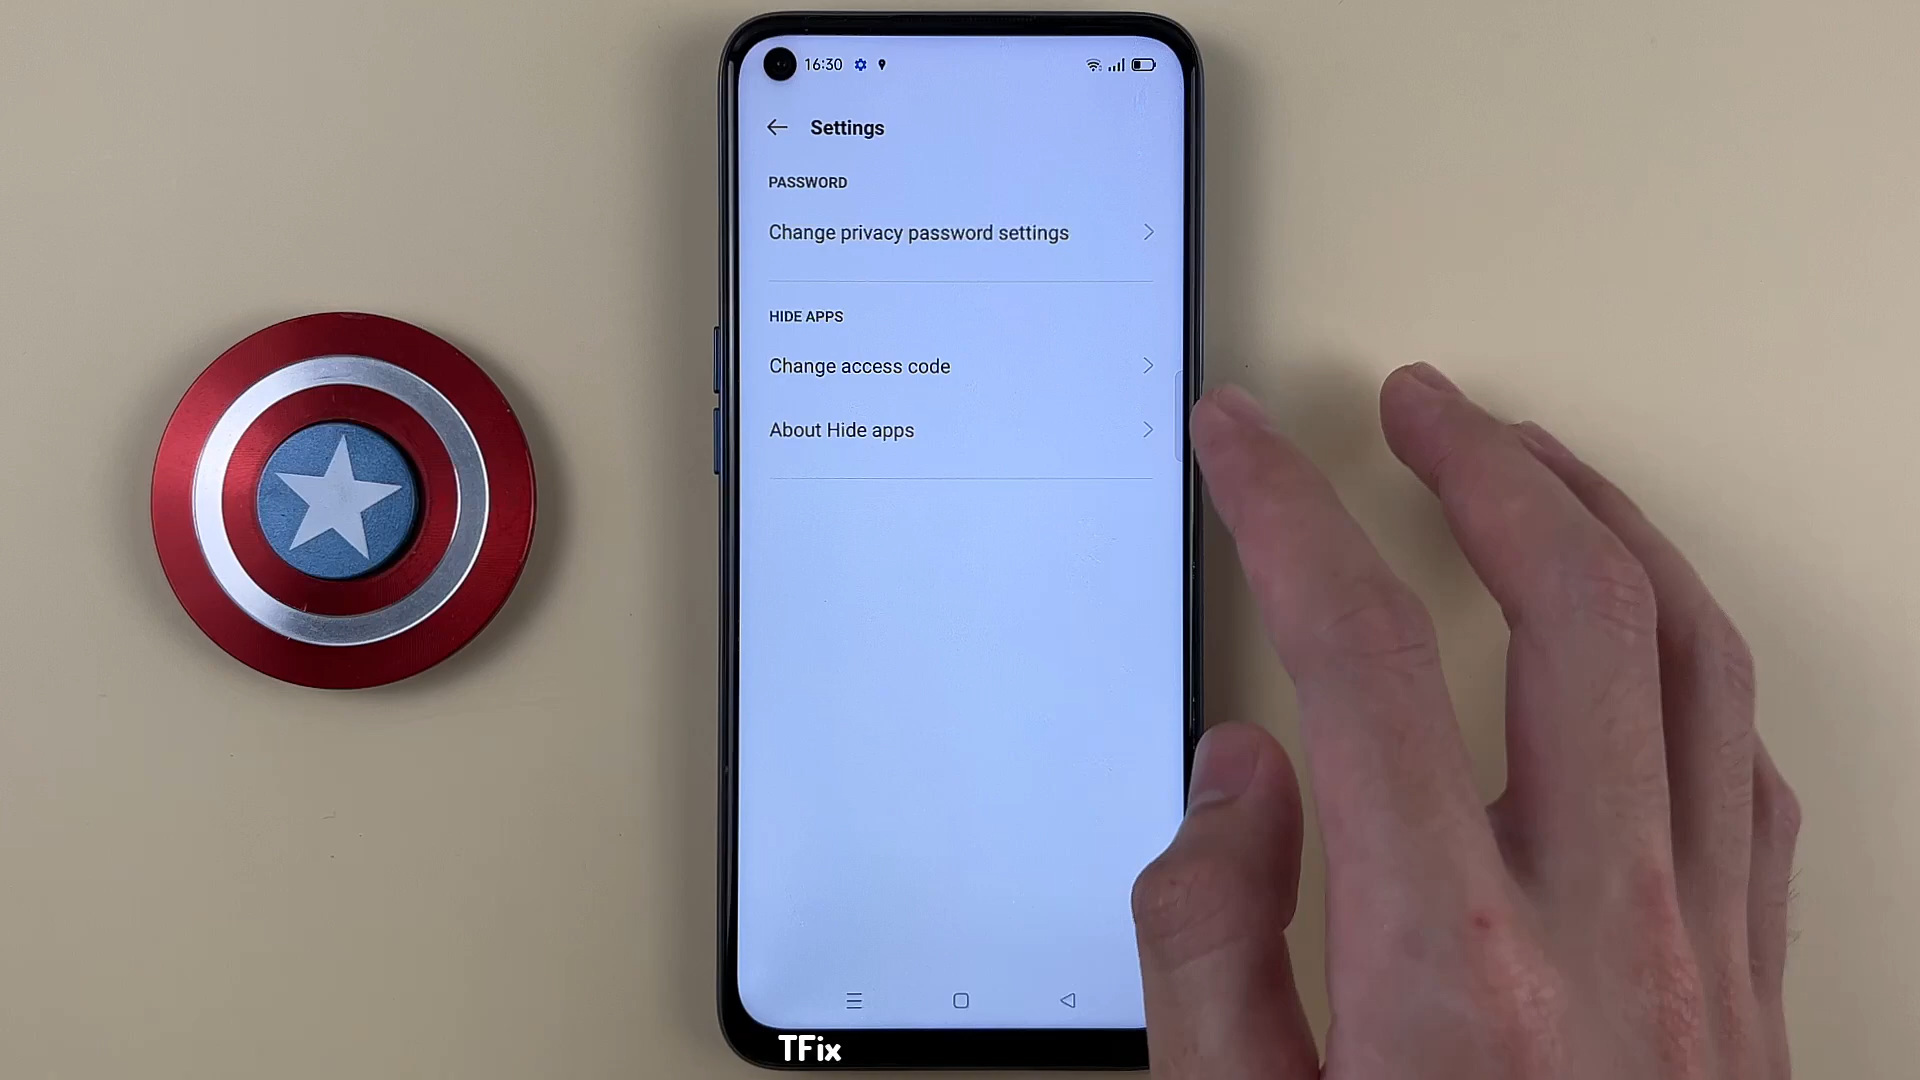 16:30
Settings
PASSWORD
Change privacy password settings
HIDE APPS
Change access code
About Hide apps
TFix